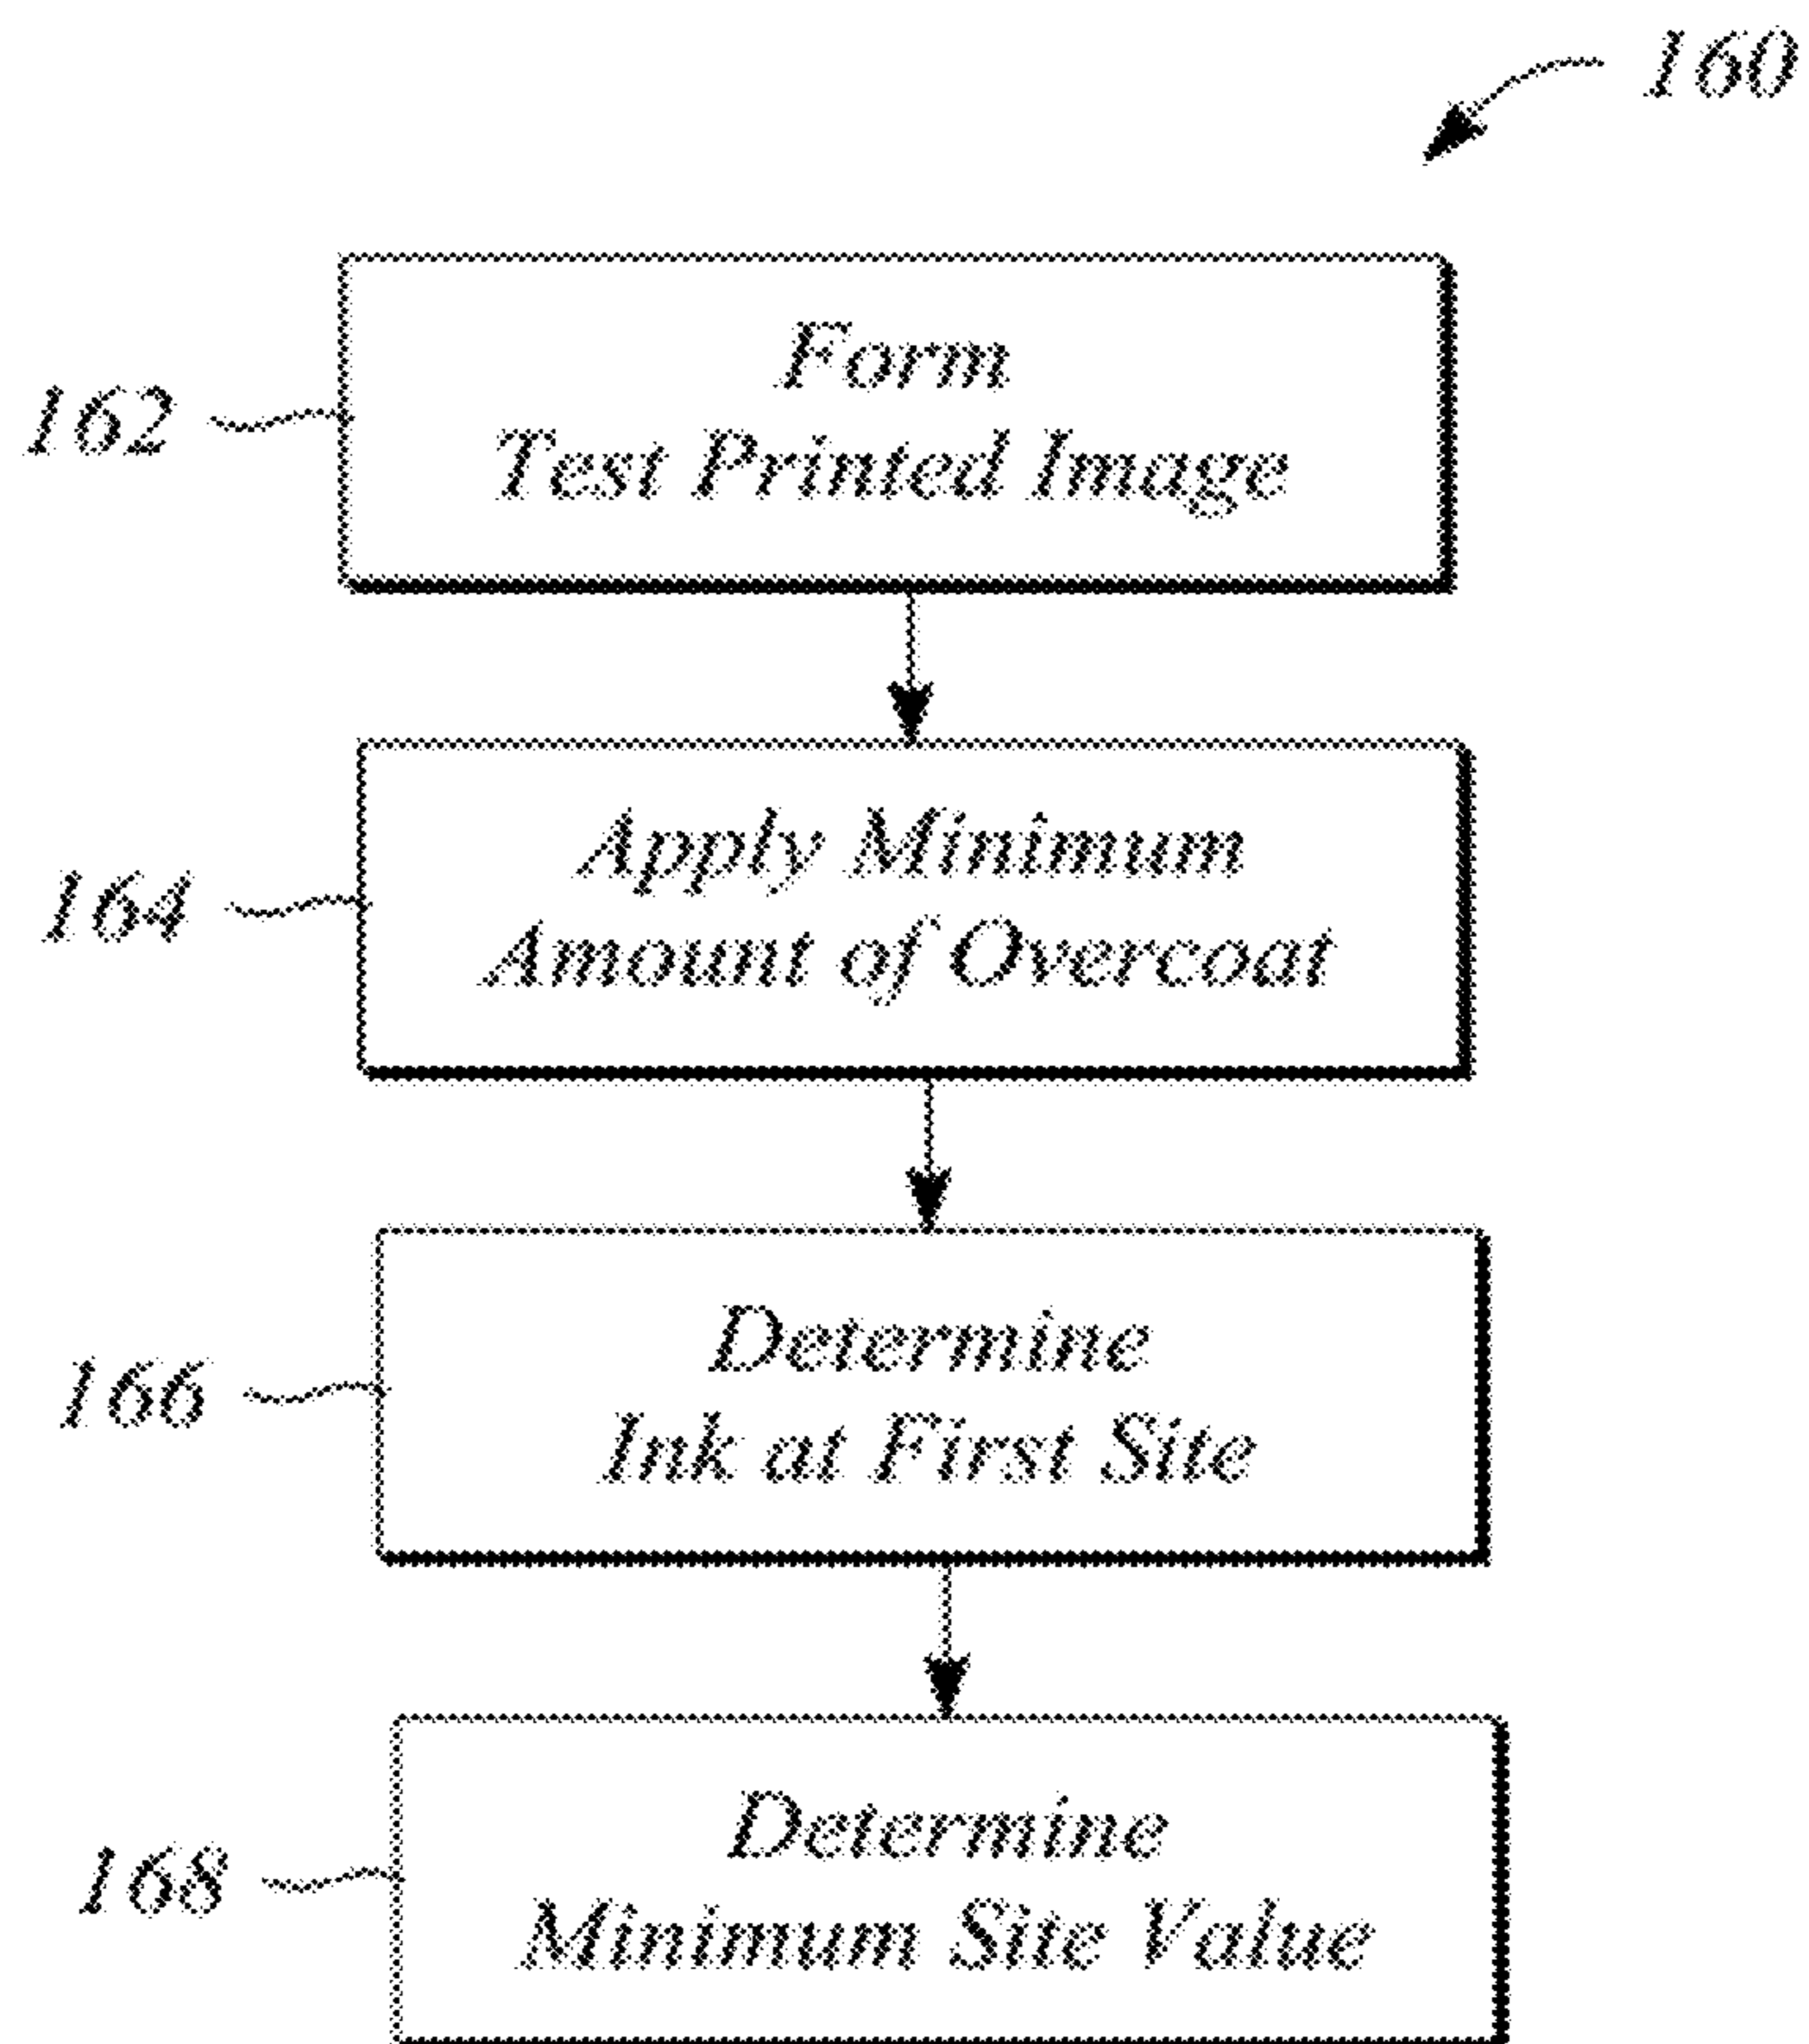 160
162
Form
Test Printed Image
164
Apply Minimum
Amount of Overcoat
166
Determine
Ink at First Site
168
Determine
Minimum Site Value